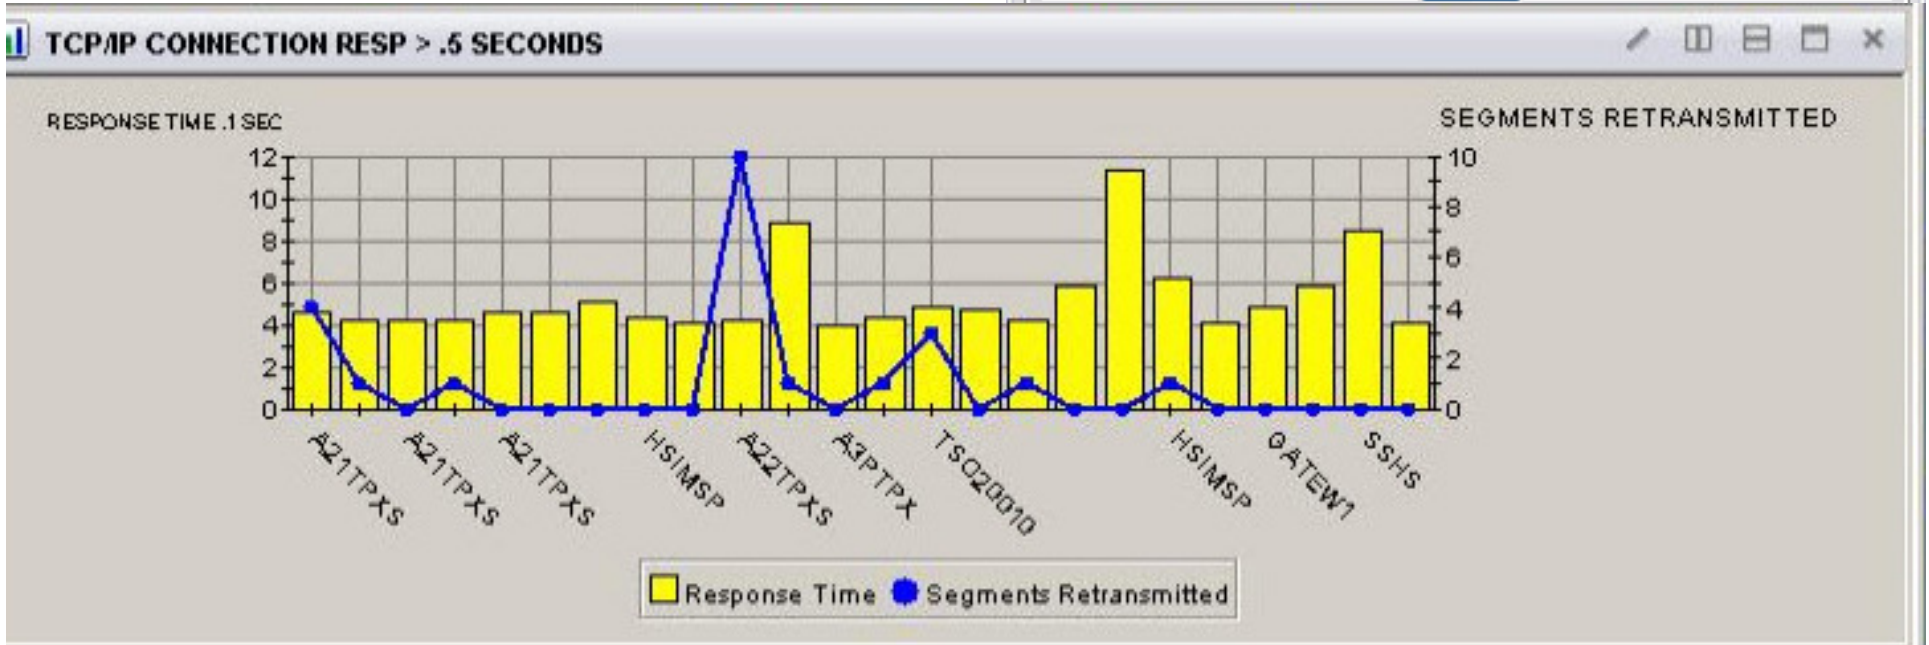 TCP/IP CONNECTION RESP > .5 SECONDS
RESPONSE TIME .1 SEC
SEGMENTS RETRANSMITTED
12
10
8
6
4
2
0
10
8
6
4
2
0
A21TPXS
A21TPXS
A21TPXS
HSIMSP
A22TPXS
A3PTPX
TSO20010
HSIMSP
GATEW1
SSHS
Response Time
Segments Retransmitted